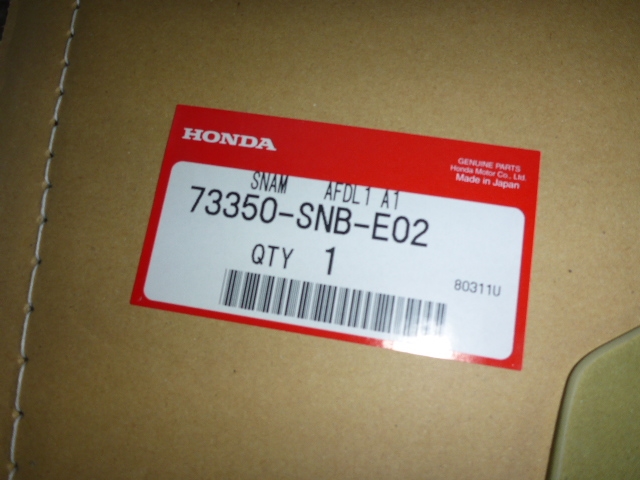 HONDA
GENUINE PARTS
Honda Motor Co., Ltd.
Made in Japan
SNAM AFDL1 A1
73350-SNB-E02
QTY 1
80311U